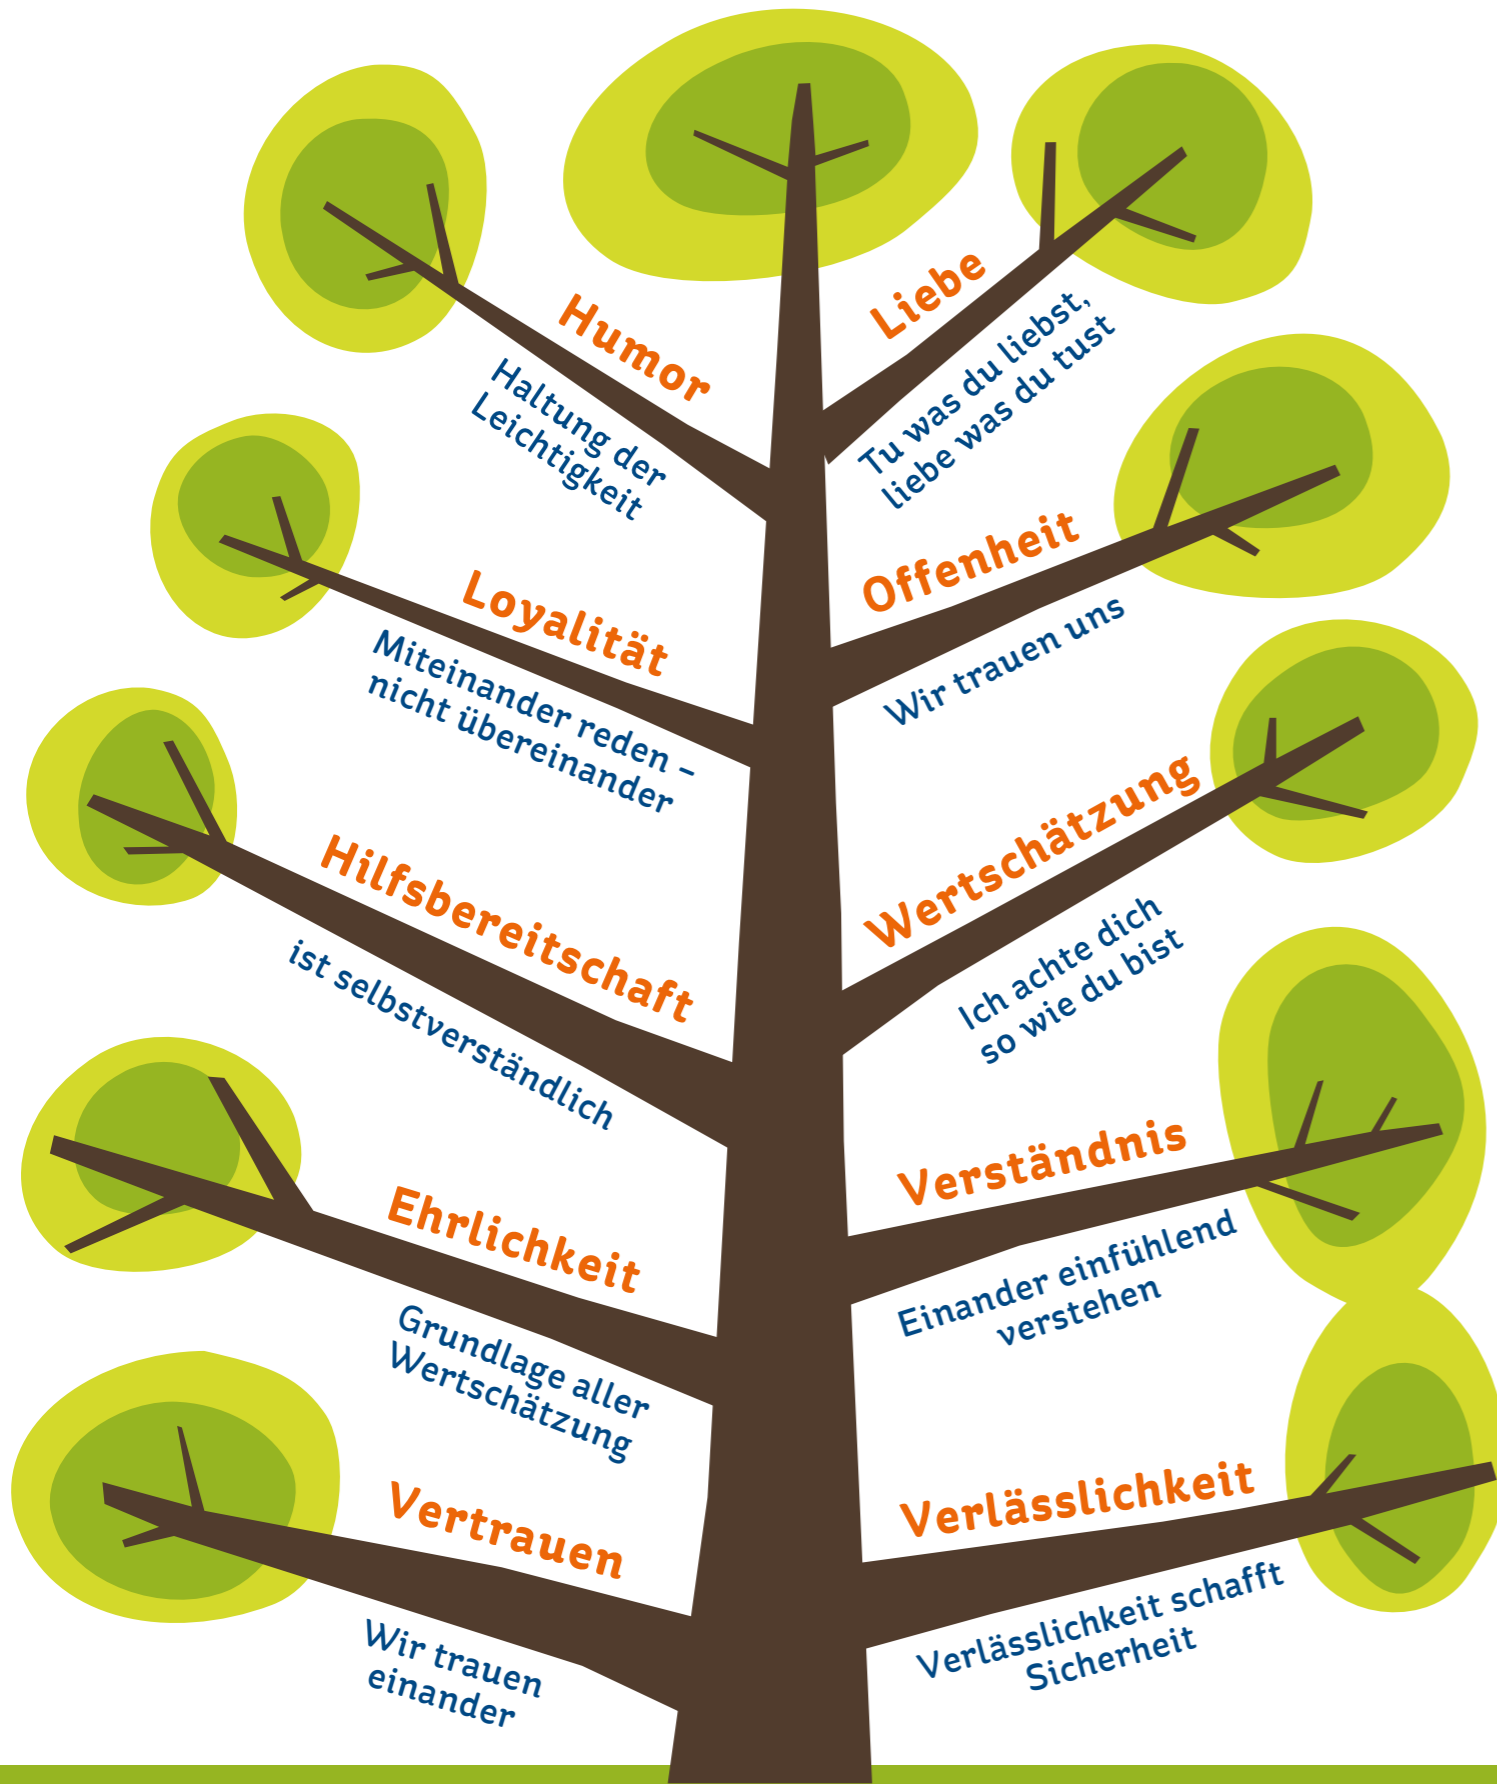 Humor
Haltung der
Leichtigkeit
Liebe
Tu was du liebst,
liebe was du tust
Loyalität
Miteinander reden –
nicht übereinander
Offenheit
Wir trauen uns
Hilfsbereitschaft
ist selbstverständlich
Wertschätzung
Ich achte dich
so wie du bist
Ehrlichkeit
Grundlage aller
Wertschätzung
Verständnis
Einander einfühlend
verstehen
Vertrauen
Wir trauen
einander
Verlässlichkeit
Verlässlichkeit schafft
Sicherheit